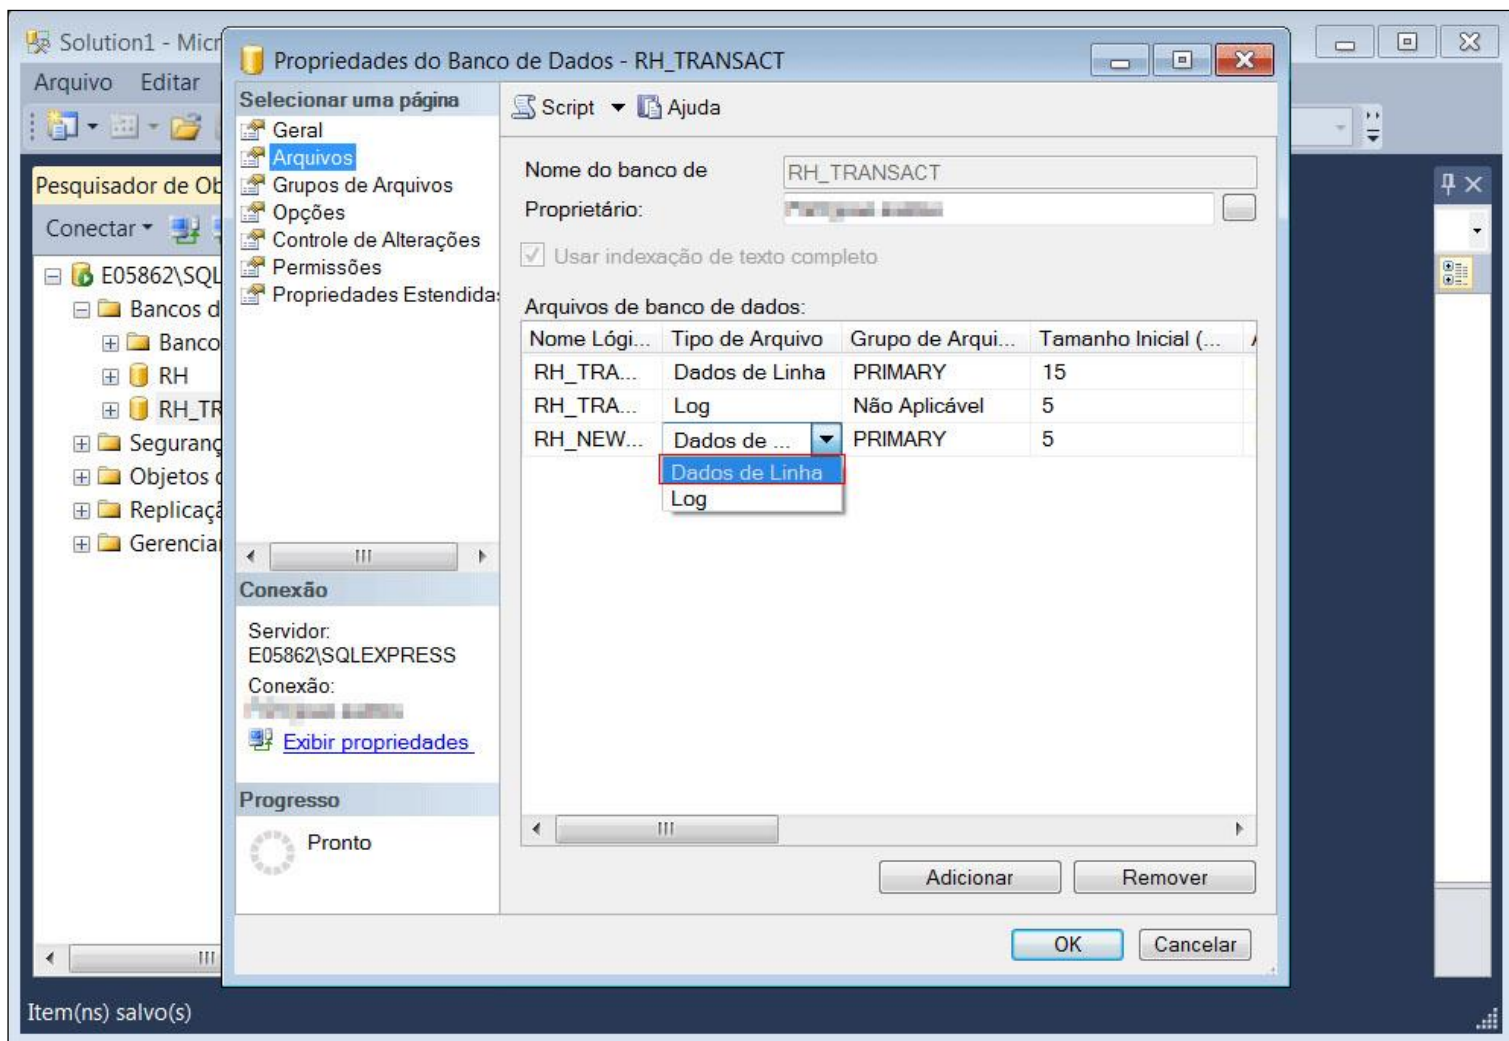 Solution1 - Micr
Arquivo Editar
Pesquisador de Ob
Conectar
E05862\SQL
Bancos d
Banco
RH
RH_TR
Seguranç
Objetos d
Replicaçã
Gerenciar
Item(ns) salvo(s)
Propriedades do Banco de Dados - RH_TRANSACT
Selecionar uma página
Geral
Arquivos
Grupos de Arquivos
Opções
Controle de Alterações
Permissões
Propriedades Estendidas
Conexão
Servidor:
E05862\SQLEXPRESS
Conexão:
Exibir propriedades
Progresso
Pronto
Script Ajuda
Nome do banco de RH_TRANSACT
Proprietário:
Usar indexação de texto completo
Arquivos de banco de dados:
Nome Lógi... Tipo de Arquivo Grupo de Arqui... Tamanho Inicial (... A
RH_TRA... Dados de Linha PRIMARY 15
RH_TRA... Log Não Aplicável 5
RH_NEW... Dados de ... PRIMARY 5
Dados de Linha
Log
Adicionar Remover
OK Cancelar